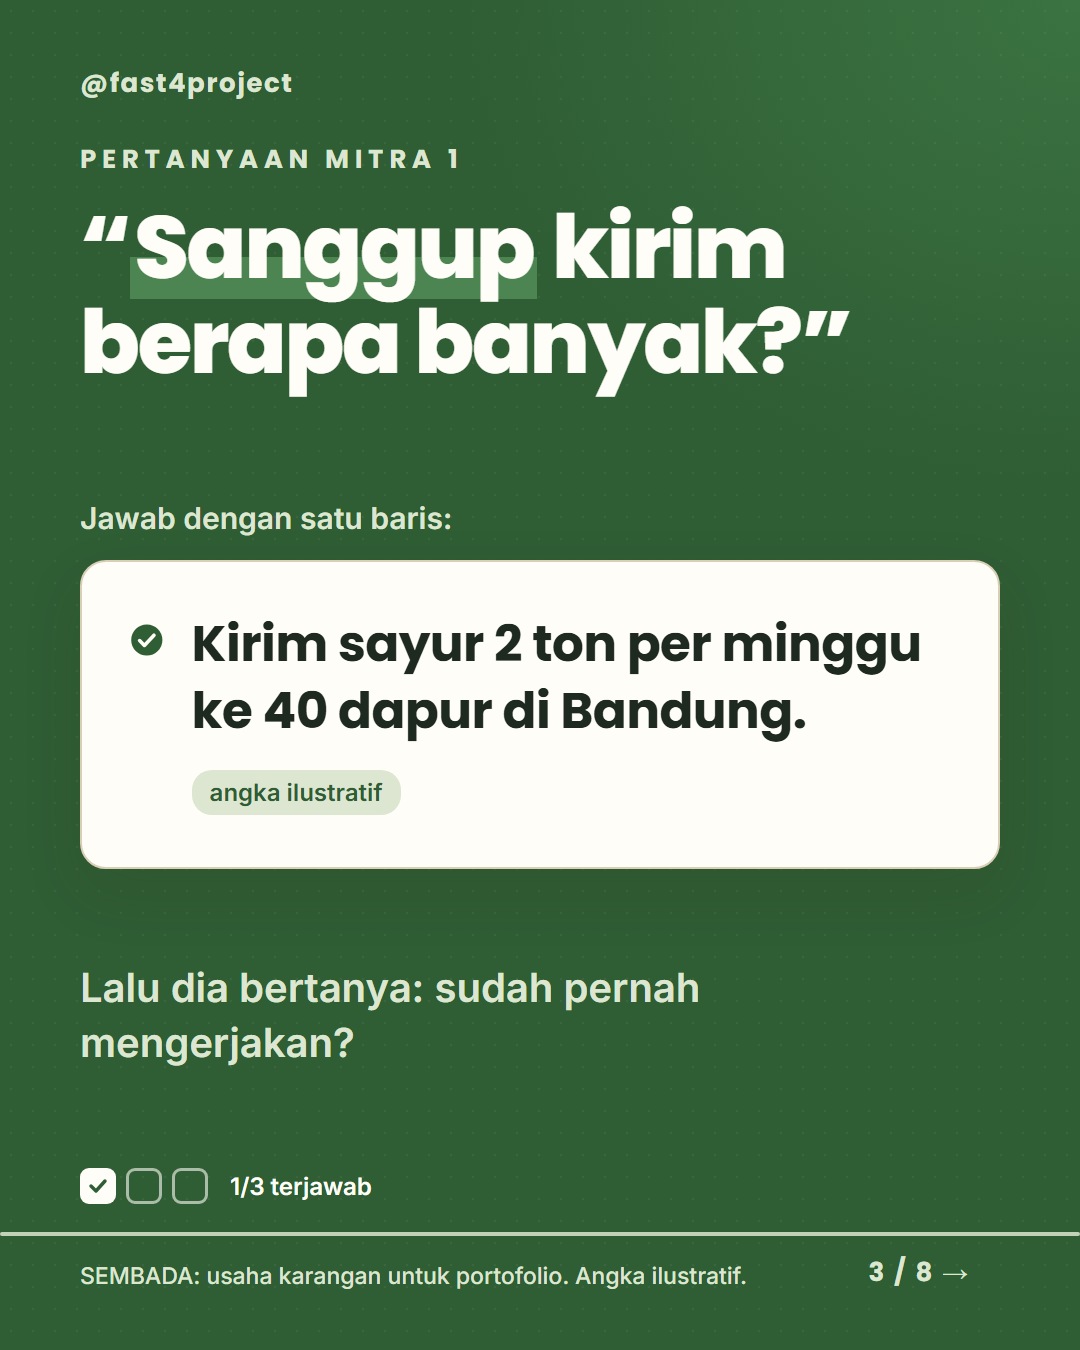 @fast4project
PERTANYAAN MITRA 1
“Sanggup kirim
berapa banyak?”
Jawab dengan satu baris:
Kirim sayur 2 ton per minggu
ke 40 dapur di Bandung.
angka ilustratif
Lalu dia bertanya: sudah pernah
mengerjakan?
1/3 terjawab
SEMBADA: usaha karangan untuk portofolio. Angka ilustratif.
3 / 8 →